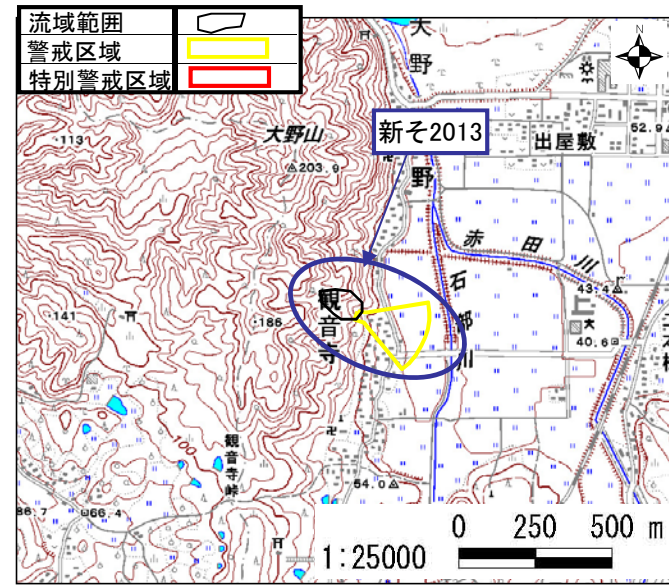 流域範囲
警戒区域
特別警戒区域
N
大野
野
新そ2013
出屋敷
52.9
・113
大野山
203.9
赤田川
石部川
43.4
上
40.6
観音寺
・186
・141
100
観音寺峠
54.0
86.7
66.4
0 250 500 m
1:25000